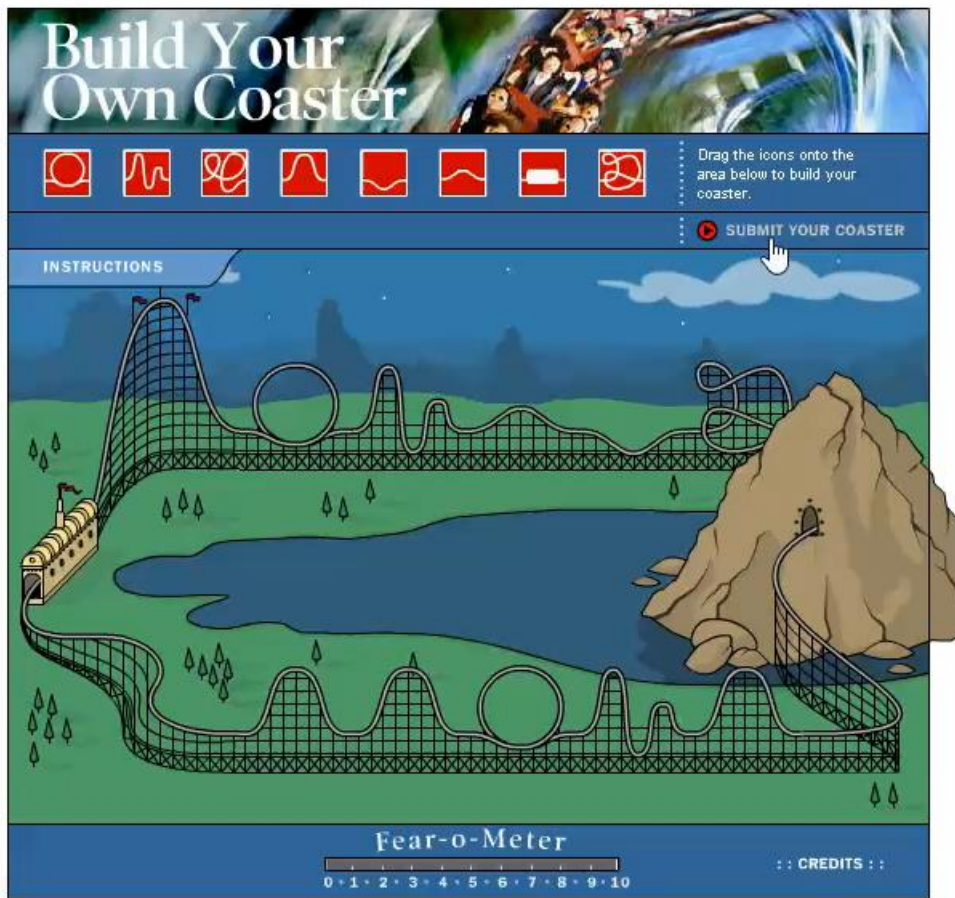 Build Your
Own Coaster
Drag the icons onto the
area below to build your
coaster.
SUBMIT YOUR COASTER
INSTRUCTIONS
Fear-o-Meter
0 · 1 · 2 · 3 · 4 · 5 · 6 · 7 · 8 · 9 · 10
: : CREDITS : :